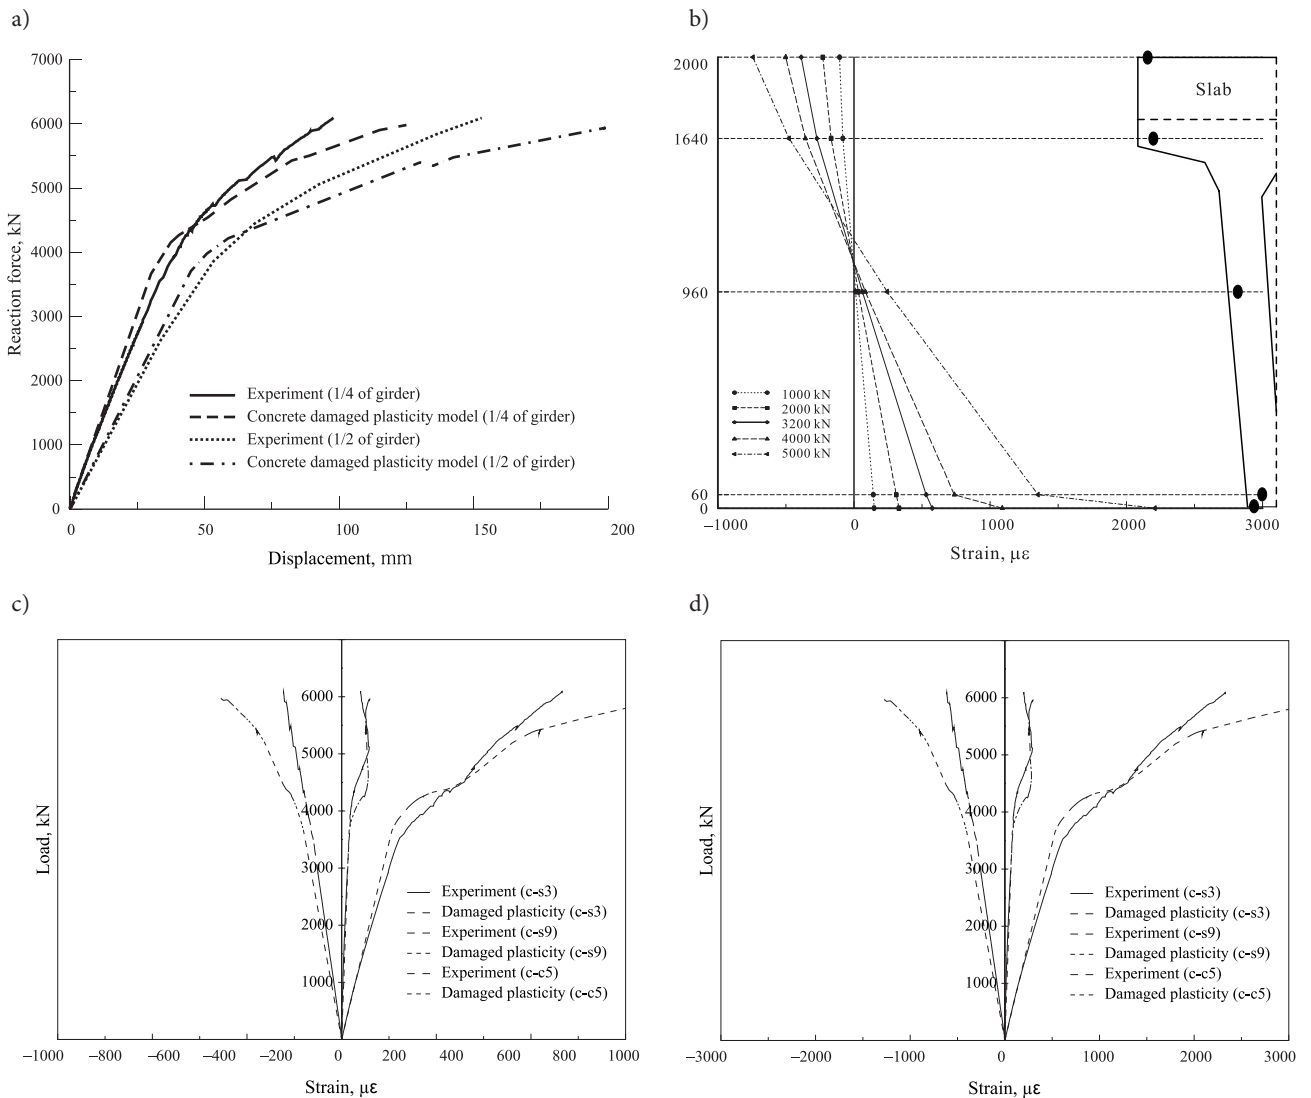 a)
7000
6000
5000
4000
3000
2000
1000
0
Reaction force, kN
Experiment (1/4 of girder)
Concrete damaged plasticity model (1/4 of girder)
Experiment (1/2 of girder)
Concrete damaged plasticity model (1/2 of girder)
0 50 100 150 200
Displacement, mm
b)
2000
1640
960
60
0
Slab
1000 kN
2000 kN
3200 kN
4000 kN
5000 kN
−1000 0 1000 2000 3000
Strain, με
c)
6000
5000
4000
3000
2000
1000
Load, kN
Experiment (c-s3)
Damaged plasticity (c-s3)
Experiment (c-s9)
Damaged plasticity (c-s9)
Experiment (c-c5)
Damaged plasticity (c-c5)
−1000 −800 −600 −400 −200 0 200 400 600 800 1000
Strain, με
d)
6000
5000
4000
3000
2000
1000
Load, kN
Experiment (c-s3)
Damaged plasticity (c-s3)
Experiment (c-s9)
Damaged plasticity (c-s9)
Experiment (c-c5)
Damaged plasticity (c-c5)
−3000 −2000 −1000 0 1000 2000 3000
Strain, με